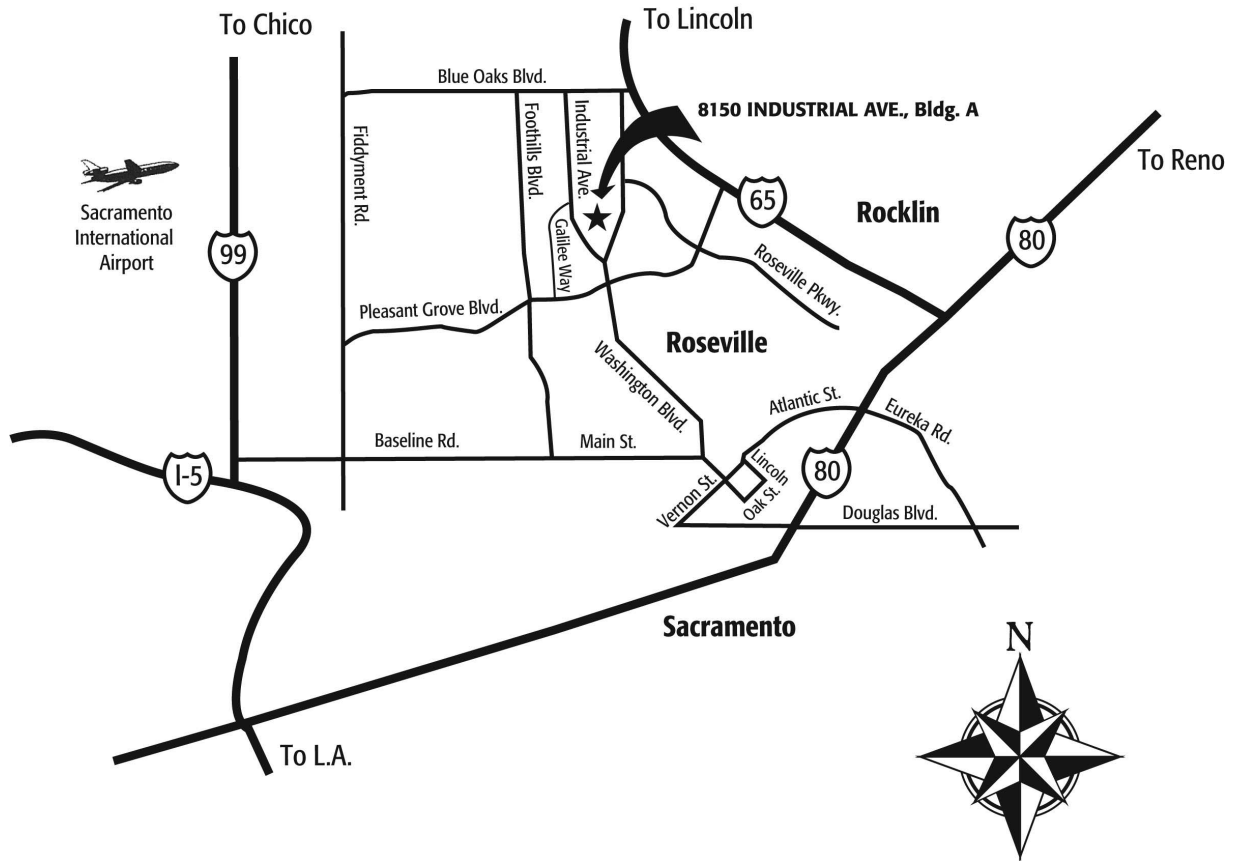 To Chico
To Lincoln
Blue Oaks Blvd.
8150 INDUSTRIAL AVE., Bldg. A
Fiddyment Rd.
Foothills Blvd.
Industrial Ave.
To Reno
Sacramento
International
Airport
99
65
Rocklin
80
Galilee Way
Roseville Pkwy.
Pleasant Grove Blvd.
Roseville
Washington Blvd.
Atlantic St.
Eureka Rd.
Baseline Rd.
Main St.
I-5
Lincoln
80
Vernon St.
Oak St.
Douglas Blvd.
Sacramento
N
To L.A.